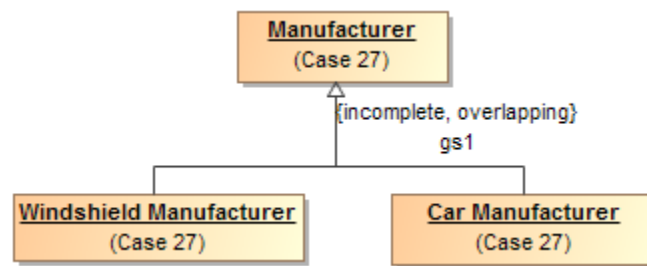 Manufacturer
(Case 27)
{incomplete, overlapping}
gs1
Windshield Manufacturer
(Case 27)
Car Manufacturer
(Case 27)